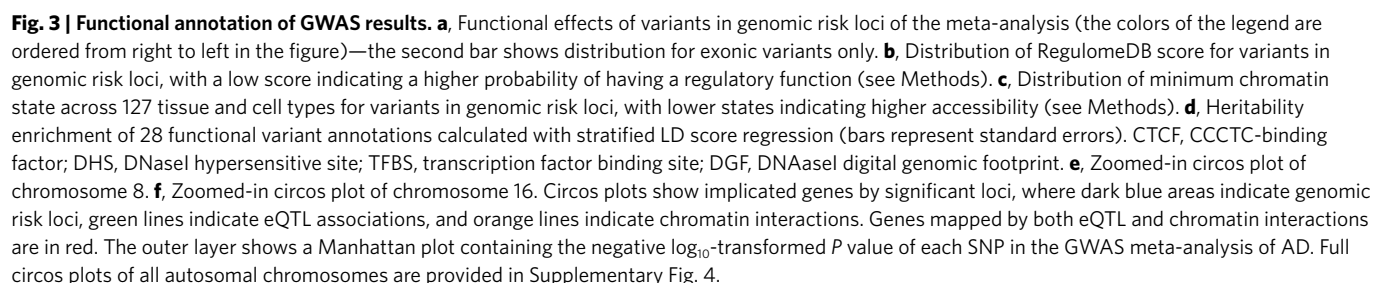 Fig. 3 | Functional annotation of GWAS results. a, Functional effects of variants in genomic risk loci of the meta-analysis (the colors of the legend are
ordered from right to left in the figure)—the second bar shows distribution for exonic variants only. b, Distribution of RegulomeDB score for variants in
genomic risk loci, with a low score indicating a higher probability of having a regulatory function (see Methods). c, Distribution of minimum chromatin
state across 127 tissue and cell types for variants in genomic risk loci, with lower states indicating higher accessibility (see Methods). d, Heritability
enrichment of 28 functional variant annotations calculated with stratified LD score regression (bars represent standard errors). CTCF, CCCTC-binding
factor; DHS, DNaseI hypersensitive site; TFBS, transcription factor binding site; DGF, DNAaseI digital genomic footprint. e, Zoomed-in circos plot of
chromosome 8. f, Zoomed-in circos plot of chromosome 16. Circos plots show implicated genes by significant loci, where dark blue areas indicate genomic
risk loci, green lines indicate eQTL associations, and orange lines indicate chromatin interactions. Genes mapped by both eQTL and chromatin interactions
are in red. The outer layer shows a Manhattan plot containing the negative log10-transformed P value of each SNP in the GWAS meta-analysis of AD. Full
circos plots of all autosomal chromosomes are provided in Supplementary Fig. 4.